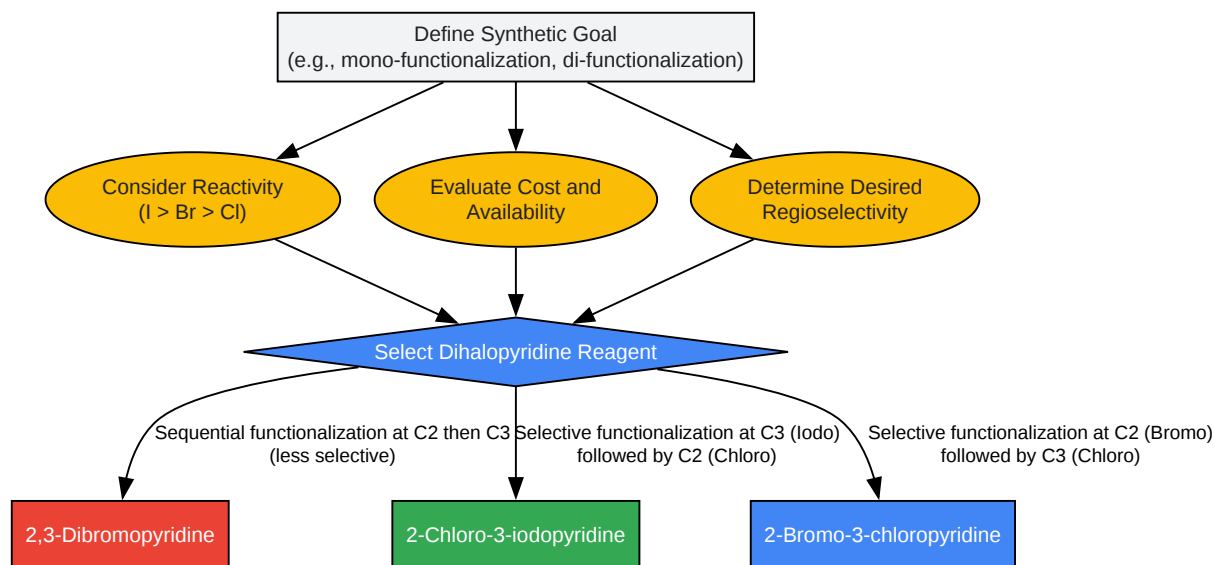 Define Synthetic Goal
(e.g., mono-functionalization, di-functionalization)
Consider Reactivity
(I > Br > Cl)
Evaluate Cost and
Availability
Determine Desired
Regioselectivity
Select Dihalopyridine Reagent
Sequential functionalization at C2 then C3
(less selective)
Selective functionalization at C3 (Iodo)
followed by C2 (Chloro)
Selective functionalization at C2 (Bromo)
followed by C3 (Chloro)
2,3-Dibromopyridine
2-Chloro-3-iodopyridine
2-Bromo-3-chloropyridine